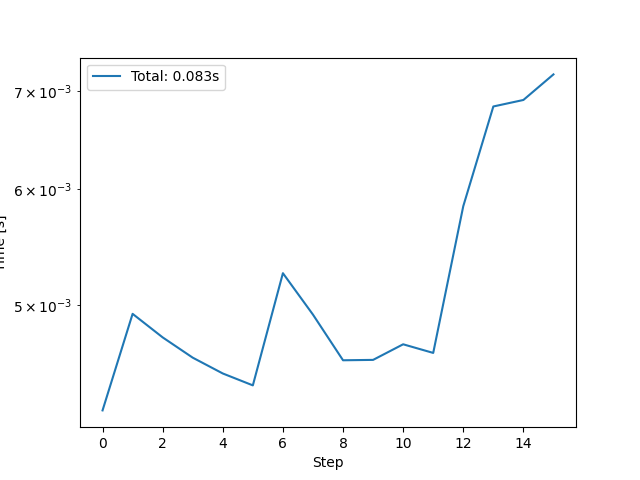 Total: 0.083s
7 × 10⁻³
6 × 10⁻³
5 × 10⁻³
[s]
0 2 4 6 8 10 12 14
Step